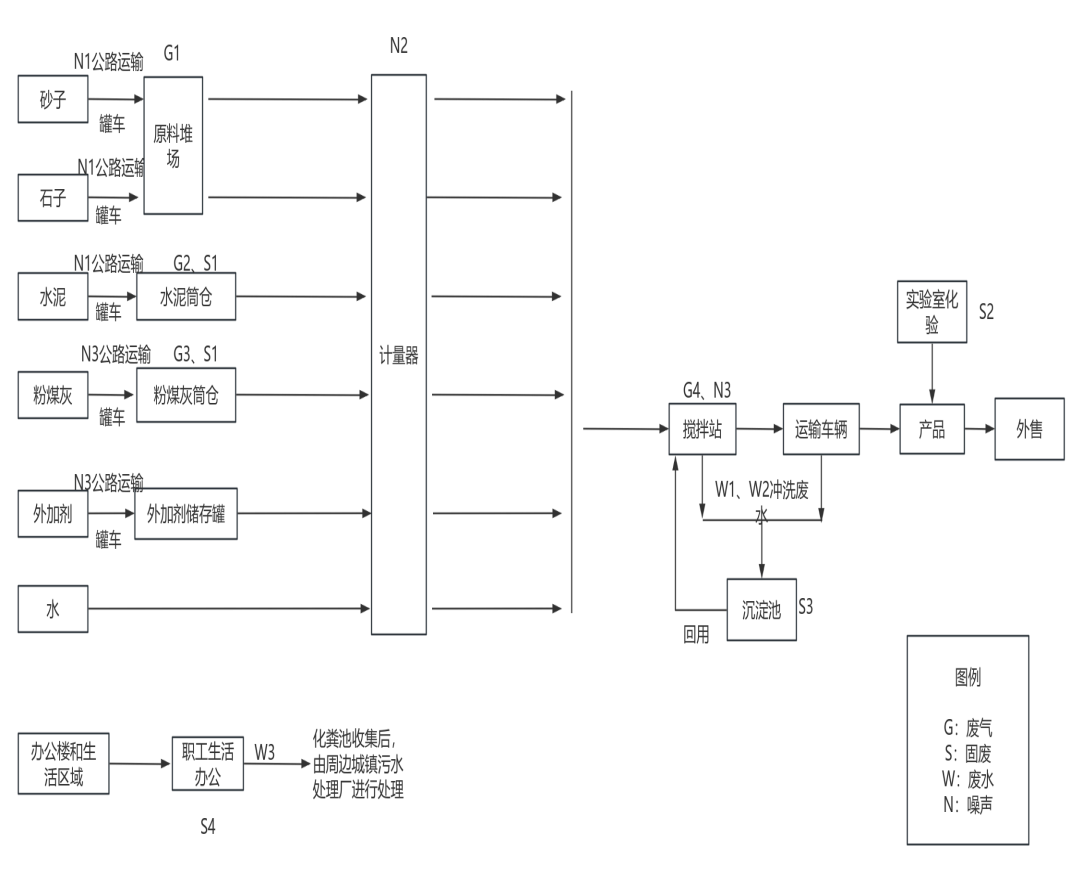 N1公路运输
G1
N2
砂子
罐车
原料堆
场
N1公路运输
石子
罐车
N1公路运输
G2、S1
水泥
罐车
水泥筒仓
N3公路运输
G3、S1
粉煤灰
罐车
粉煤灰筒仓
N3公路运输
外加剂
罐车
外加剂储存罐
水
计量器
G4、N3
搅拌站
运输车辆
实验室化
验
S2
产品
外售
W1、W2冲洗废
水
沉淀池
S3
回用
办公楼和生
活区域
职工生活
办公
W3
化粪池收集后，
由周边城镇污水
处理厂进行处理
S4
图例
G：废气
S：固废
W：废水
N：噪声